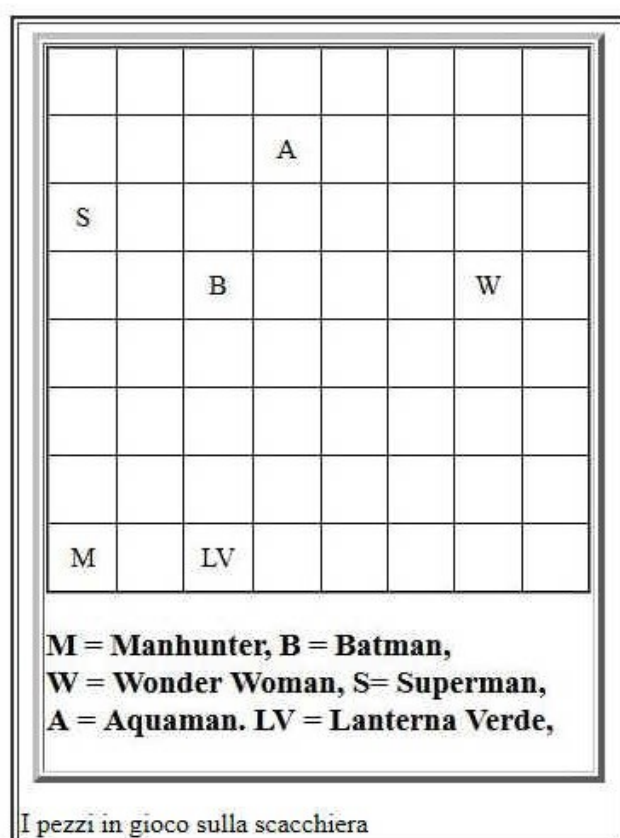 A
S
B W
M LV
M = Manhunter, B = Batman,
W = Wonder Woman, S= Superman,
A = Aquaman. LV = Lanterna Verde,
I pezzi in gioco sulla scacchiera